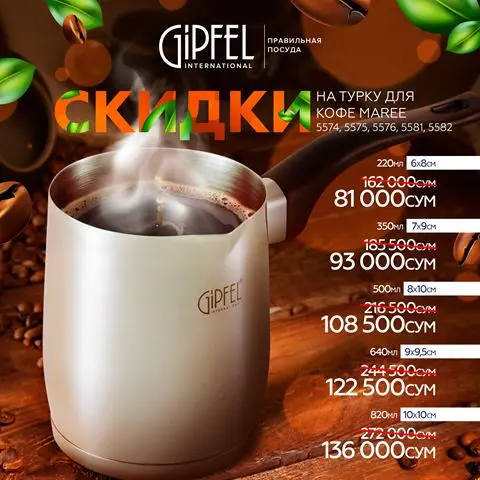 GiPFEL
INTERNATIONAL
ПРАВИЛЬНАЯ
ПОСУДА
СКИДКИ
НА ТУРКУ ДЛЯ
КОФЕ MAREE
5574, 5575, 5576, 5581, 5582
220мл 6x8см
162 000сум
81 000сум
350мл 7x9см
185 500сум
93 000сум
500мл 8x10см
216 500сум
108 500сум
640мл 9x9,5см
244 500сум
122 500сум
820мл 10x10см
272 000сум
136 000сум
GiPFEL
INTERNATIONAL